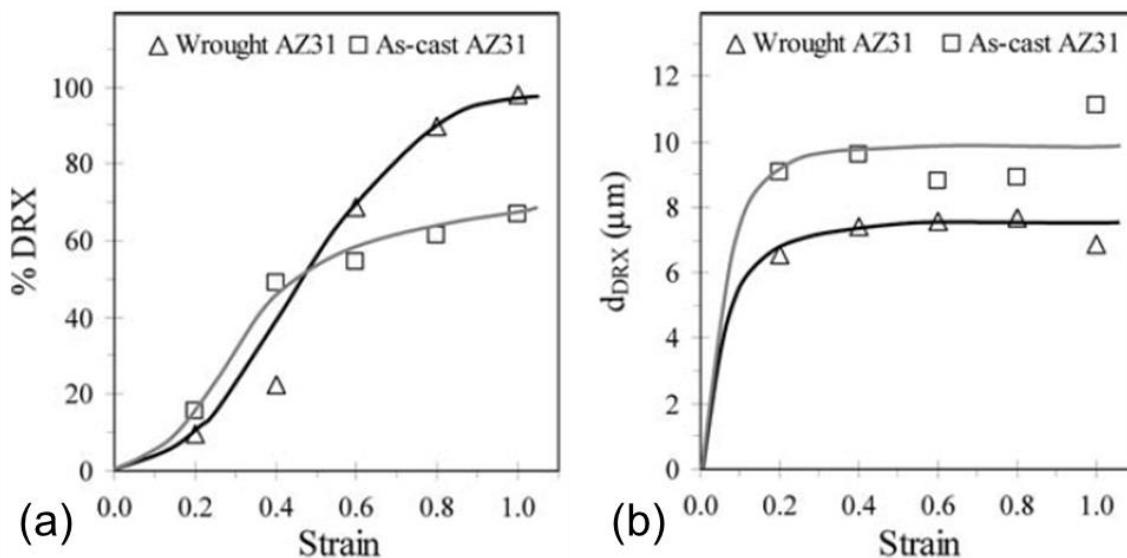 △ Wrought AZ31 □ As-cast AZ31
100
80
60
40
20
0
% DRX
0.0 0.2 0.4 0.6 0.8 1.0
Strain
(a)
△ Wrought AZ31 □ As-cast AZ31
12
10
8
6
4
2
0
dDRX (μm)
0.0 0.2 0.4 0.6 0.8 1.0
Strain
(b)